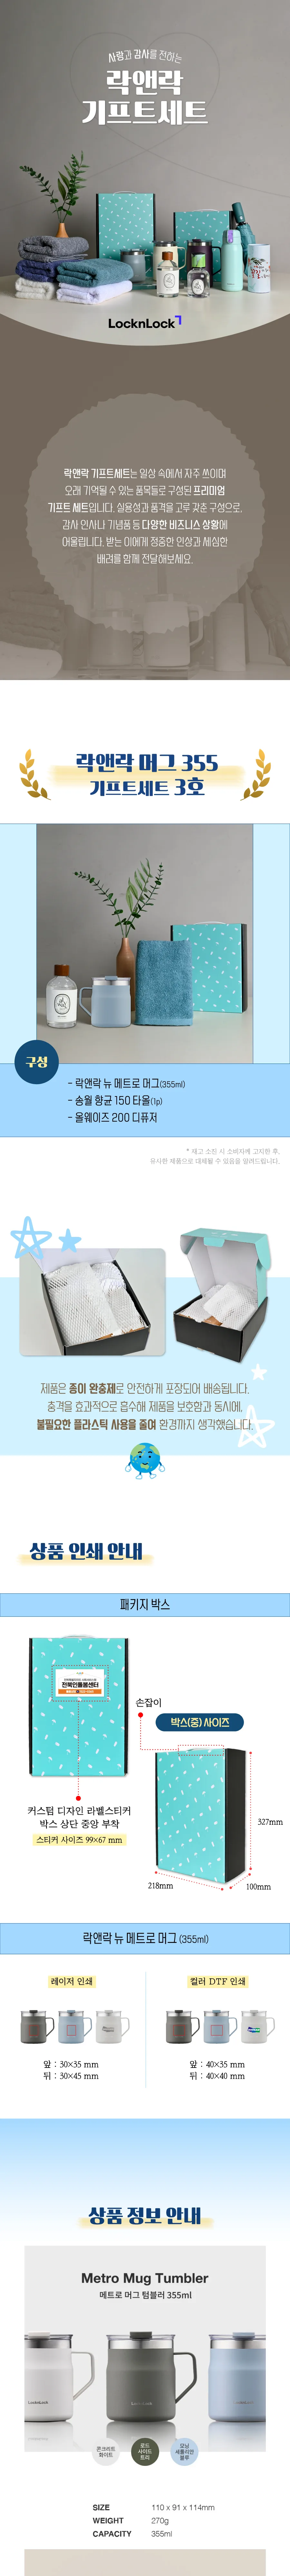 사랑과 감사를 전하는
락앤락
기프트세트
LocknLock
락앤락 기프트세트는 일상 속에서 자주 쓰이며
오래 기억될 수 있는 품목들로 구성된 프리미엄
기프트 세트입니다. 실용성과 품격을 고루 갖춘 구성으로,
감사 인사나 기념품 등 다양한 비즈니스 상황에
어울립니다. 받는 이에게 정중한 인상과 세심한
배려를 함께 전달해보세요.
락앤락 머그 355
기프트세트 3호
구성
- 락앤락 뉴 메트로 머그(355ml)
- 송월 항균 150 타올(1p)
- 올웨이즈 200 디퓨저
* 재고 소진 시 소비자께 고지한 후,
유사한 제품으로 대체될 수 있음을 알려드립니다.
제품은 종이 완충제로 안전하게 포장되어 배송됩니다.
충격을 효과적으로 흡수해 제품을 보호함과 동시에,
불필요한 플라스틱 사용을 줄여 환경까지 생각했습니다.
상품 인쇄 안내
패키지 박스
전북인돌봄센터
손잡이
박스(중) 사이즈
커스텀 디자인 라벨스티커
박스 상단 중앙 부착
스티커 사이즈 99×67 mm
327mm
218mm
100mm
락앤락 뉴 메트로 머그 (355ml)
레이저 인쇄
컬러 DTF 인쇄
앞 : 30×35 mm
뒤 : 30×45 mm
앞 : 40×35 mm
뒤 : 40×40 mm
상품 정보 안내
Metro Mug Tumbler
메트로 머그 텀블러 355ml
LocknLock
LocknLock
LocknLock
콘크리트
화이트
로드
사이드
트리
모닝
세룰리안
블루
SIZE 110 x 91 x 114mm
WEIGHT 270g
CAPACITY 355ml